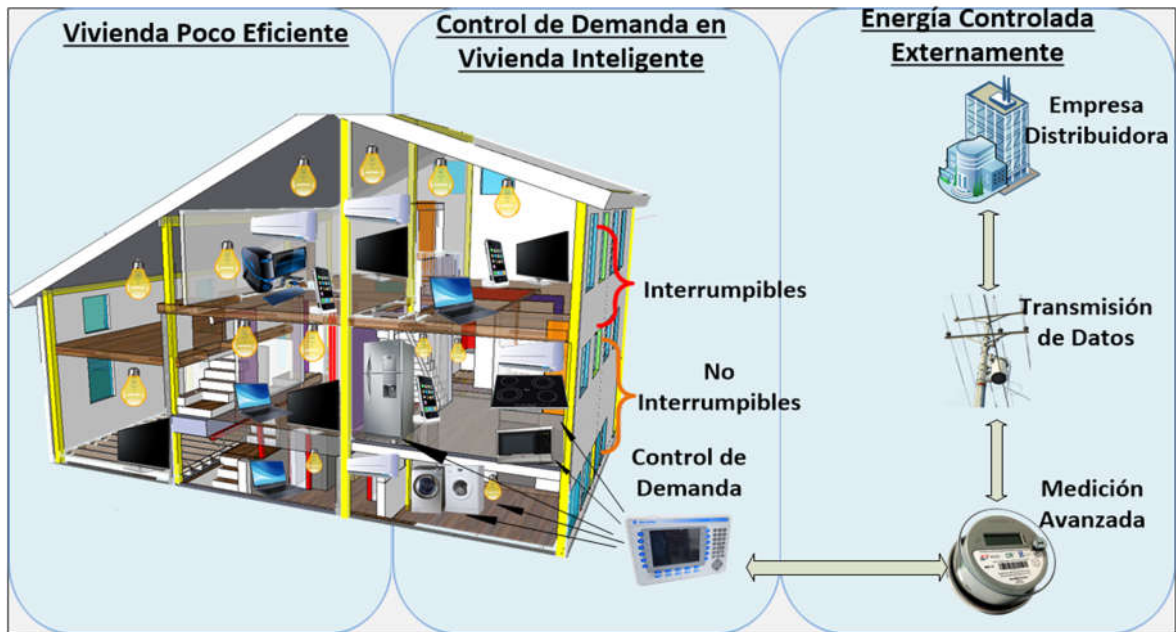 Vivienda Poco Eficiente
Control de Demanda en
Vivienda Inteligente
Energía Controlada
Externamente
Empresa
Distribuidora
Interrumpibles
Transmisión
de Datos
No
Interrumpibles
Control de
Demanda
Medición
Avanzada